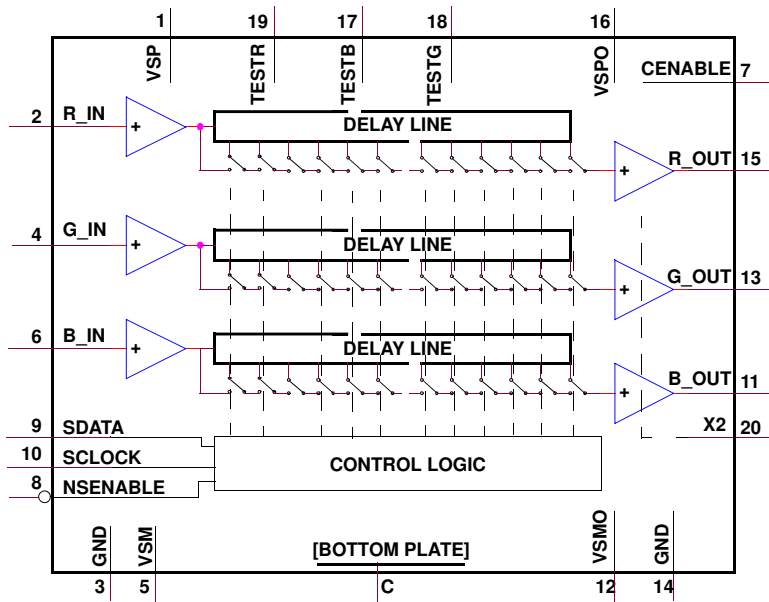 1 19 17 18 16
VSP TESTR TESTB TESTG VSPO
CENABLE 7
2 R_IN + DELAY LINE
+ R_OUT 15
4 G_IN + DELAY LINE
+ G_OUT 13
6 B_IN + DELAY LINE
+ B_OUT 11
9 SDATA
X2 20
10 SCLOCK
CONTROL LOGIC
8 NSENABLE
GND VSM [BOTTOM PLATE] VSMO GND
3 5 C 12 14